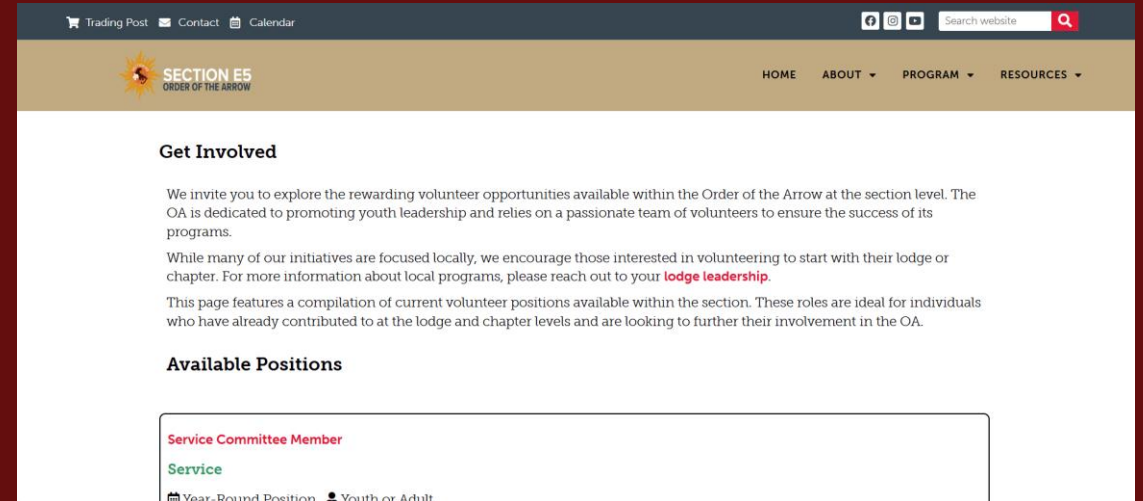 Trading Post Contact Calendar Search website
SECTION E5
ORDER OF THE ARROW
HOME ABOUT PROGRAM RESOURCES
Get Involved
We invite you to explore the rewarding volunteer opportunities available within the Order of the Arrow at the section level. The
OA is dedicated to promoting youth leadership and relies on a passionate team of volunteers to ensure the success of its
programs.
While many of our initiatives are focused locally, we encourage those interested in volunteering to start with their lodge or
chapter. For more information about local programs, please reach out to your lodge leadership.
This page features a compilation of current volunteer positions available within the section. These roles are ideal for individuals
who have already contributed to at the lodge and chapter levels and are looking to further their involvement in the OA.
Available Positions
Service Committee Member
Service
Year-Round Position Youth or Adult